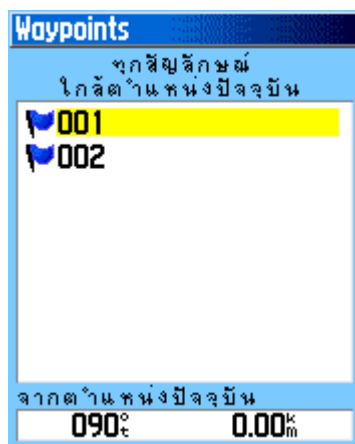 Waypoints
ทุกสัญลักษณ์
ใกล้ตำแหน่งปัจจุบัน
001
002
จากตำแหน่งปัจจุบัน
090°t 0.00km